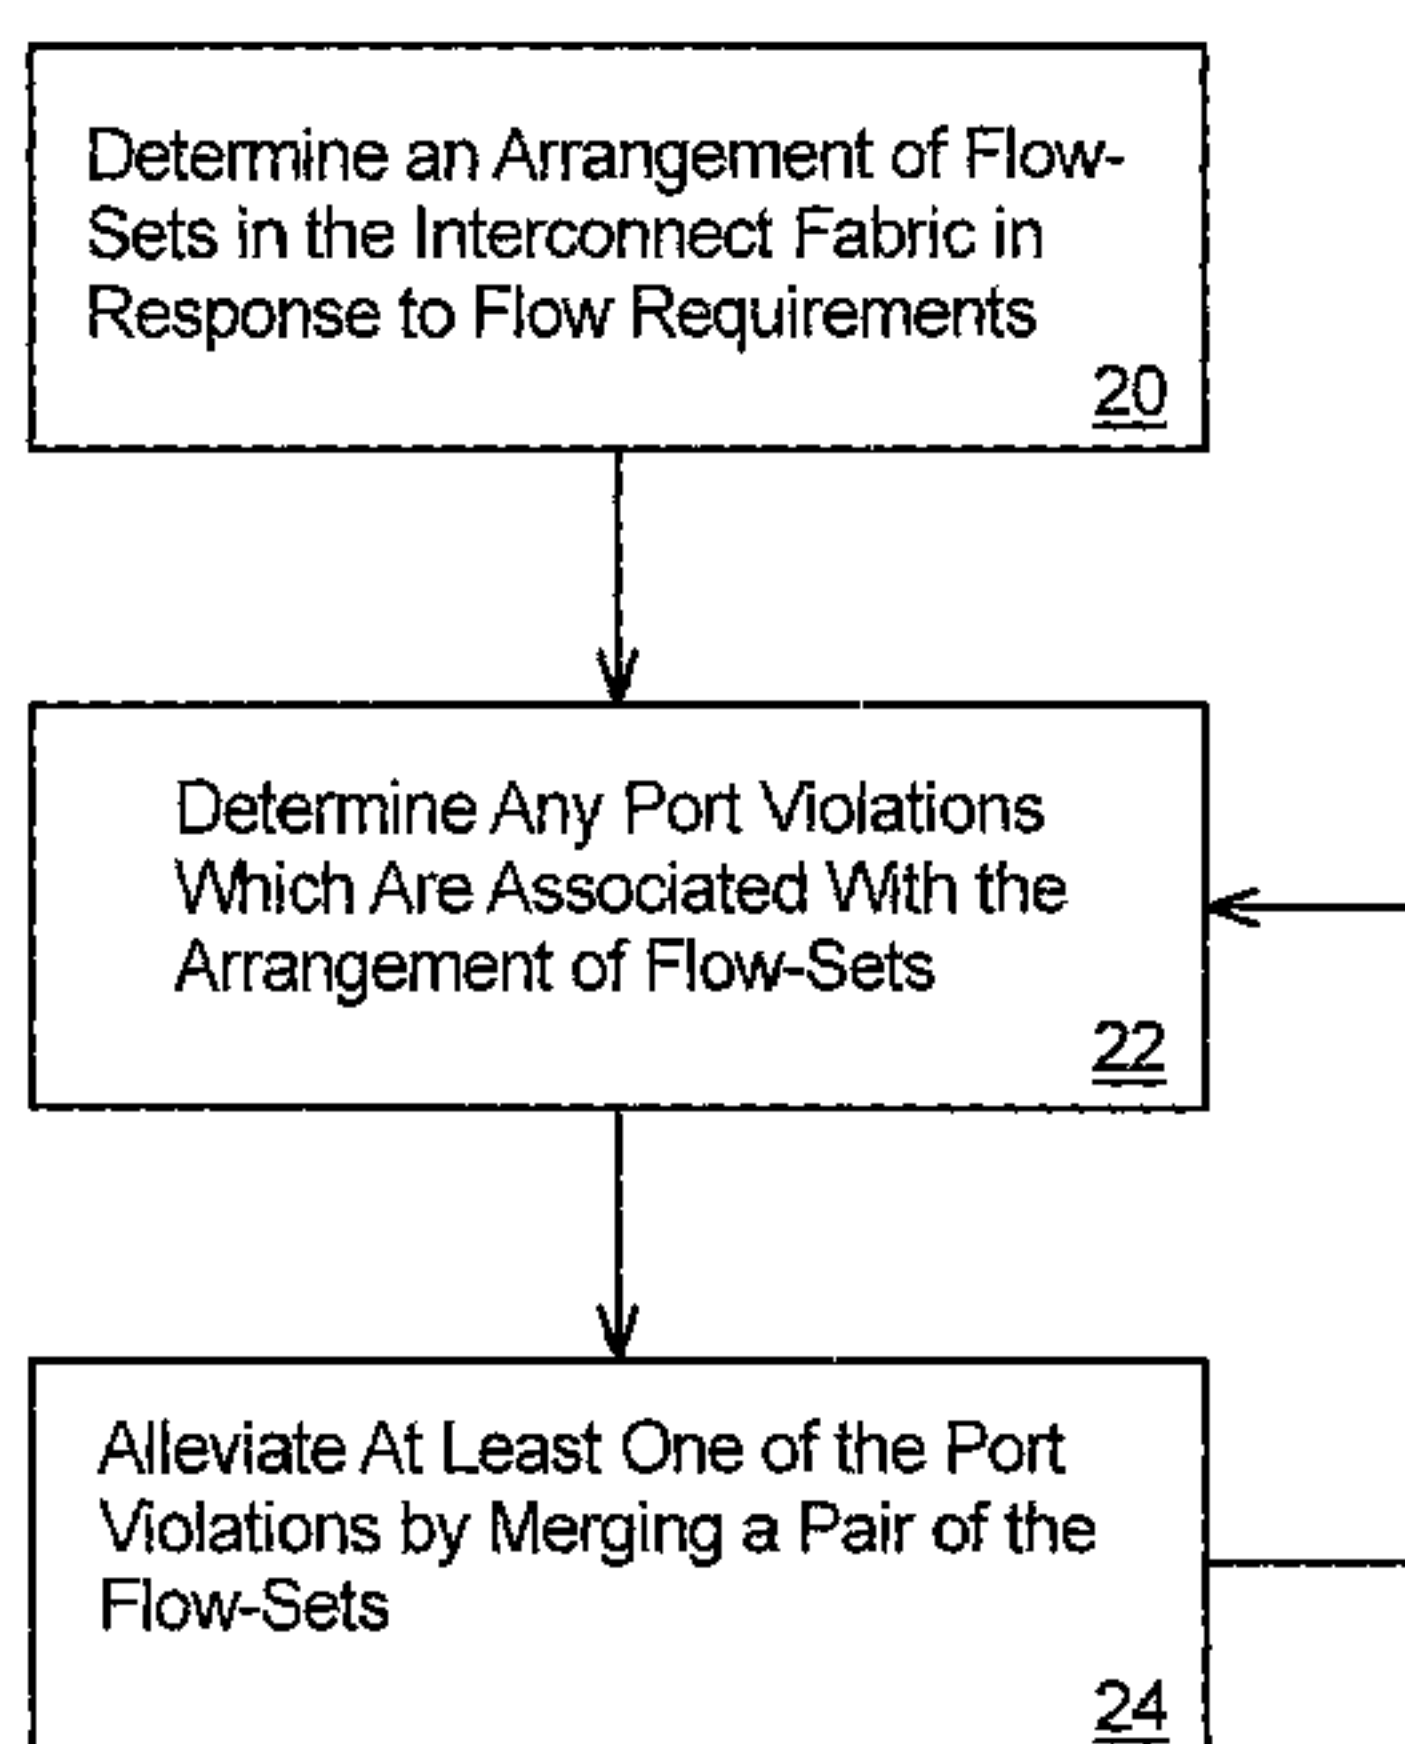 Determine an Arrangement of Flow-
Sets in the Interconnect Fabric in
Response to Flow Requirements
20
Determine Any Port Violations
Which Are Associated With the
Arrangement of Flow-Sets
22
Alleviate At Least One of the Port
Violations by Merging a Pair of the
Flow-Sets
24